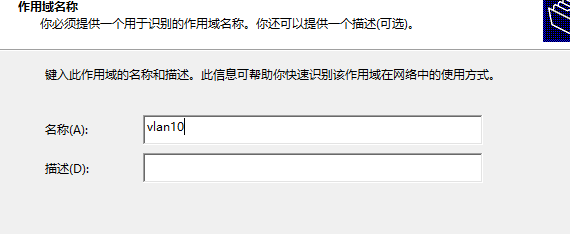 作用域名称
你必须提供一个用于识别的作用域名称。你还可以提供一个描述(可选)。
键入此作用域的名称和描述。此信息可帮助你快速识别该作用域在网络中的使用方式。
名称(A): vlan10
描述(D):